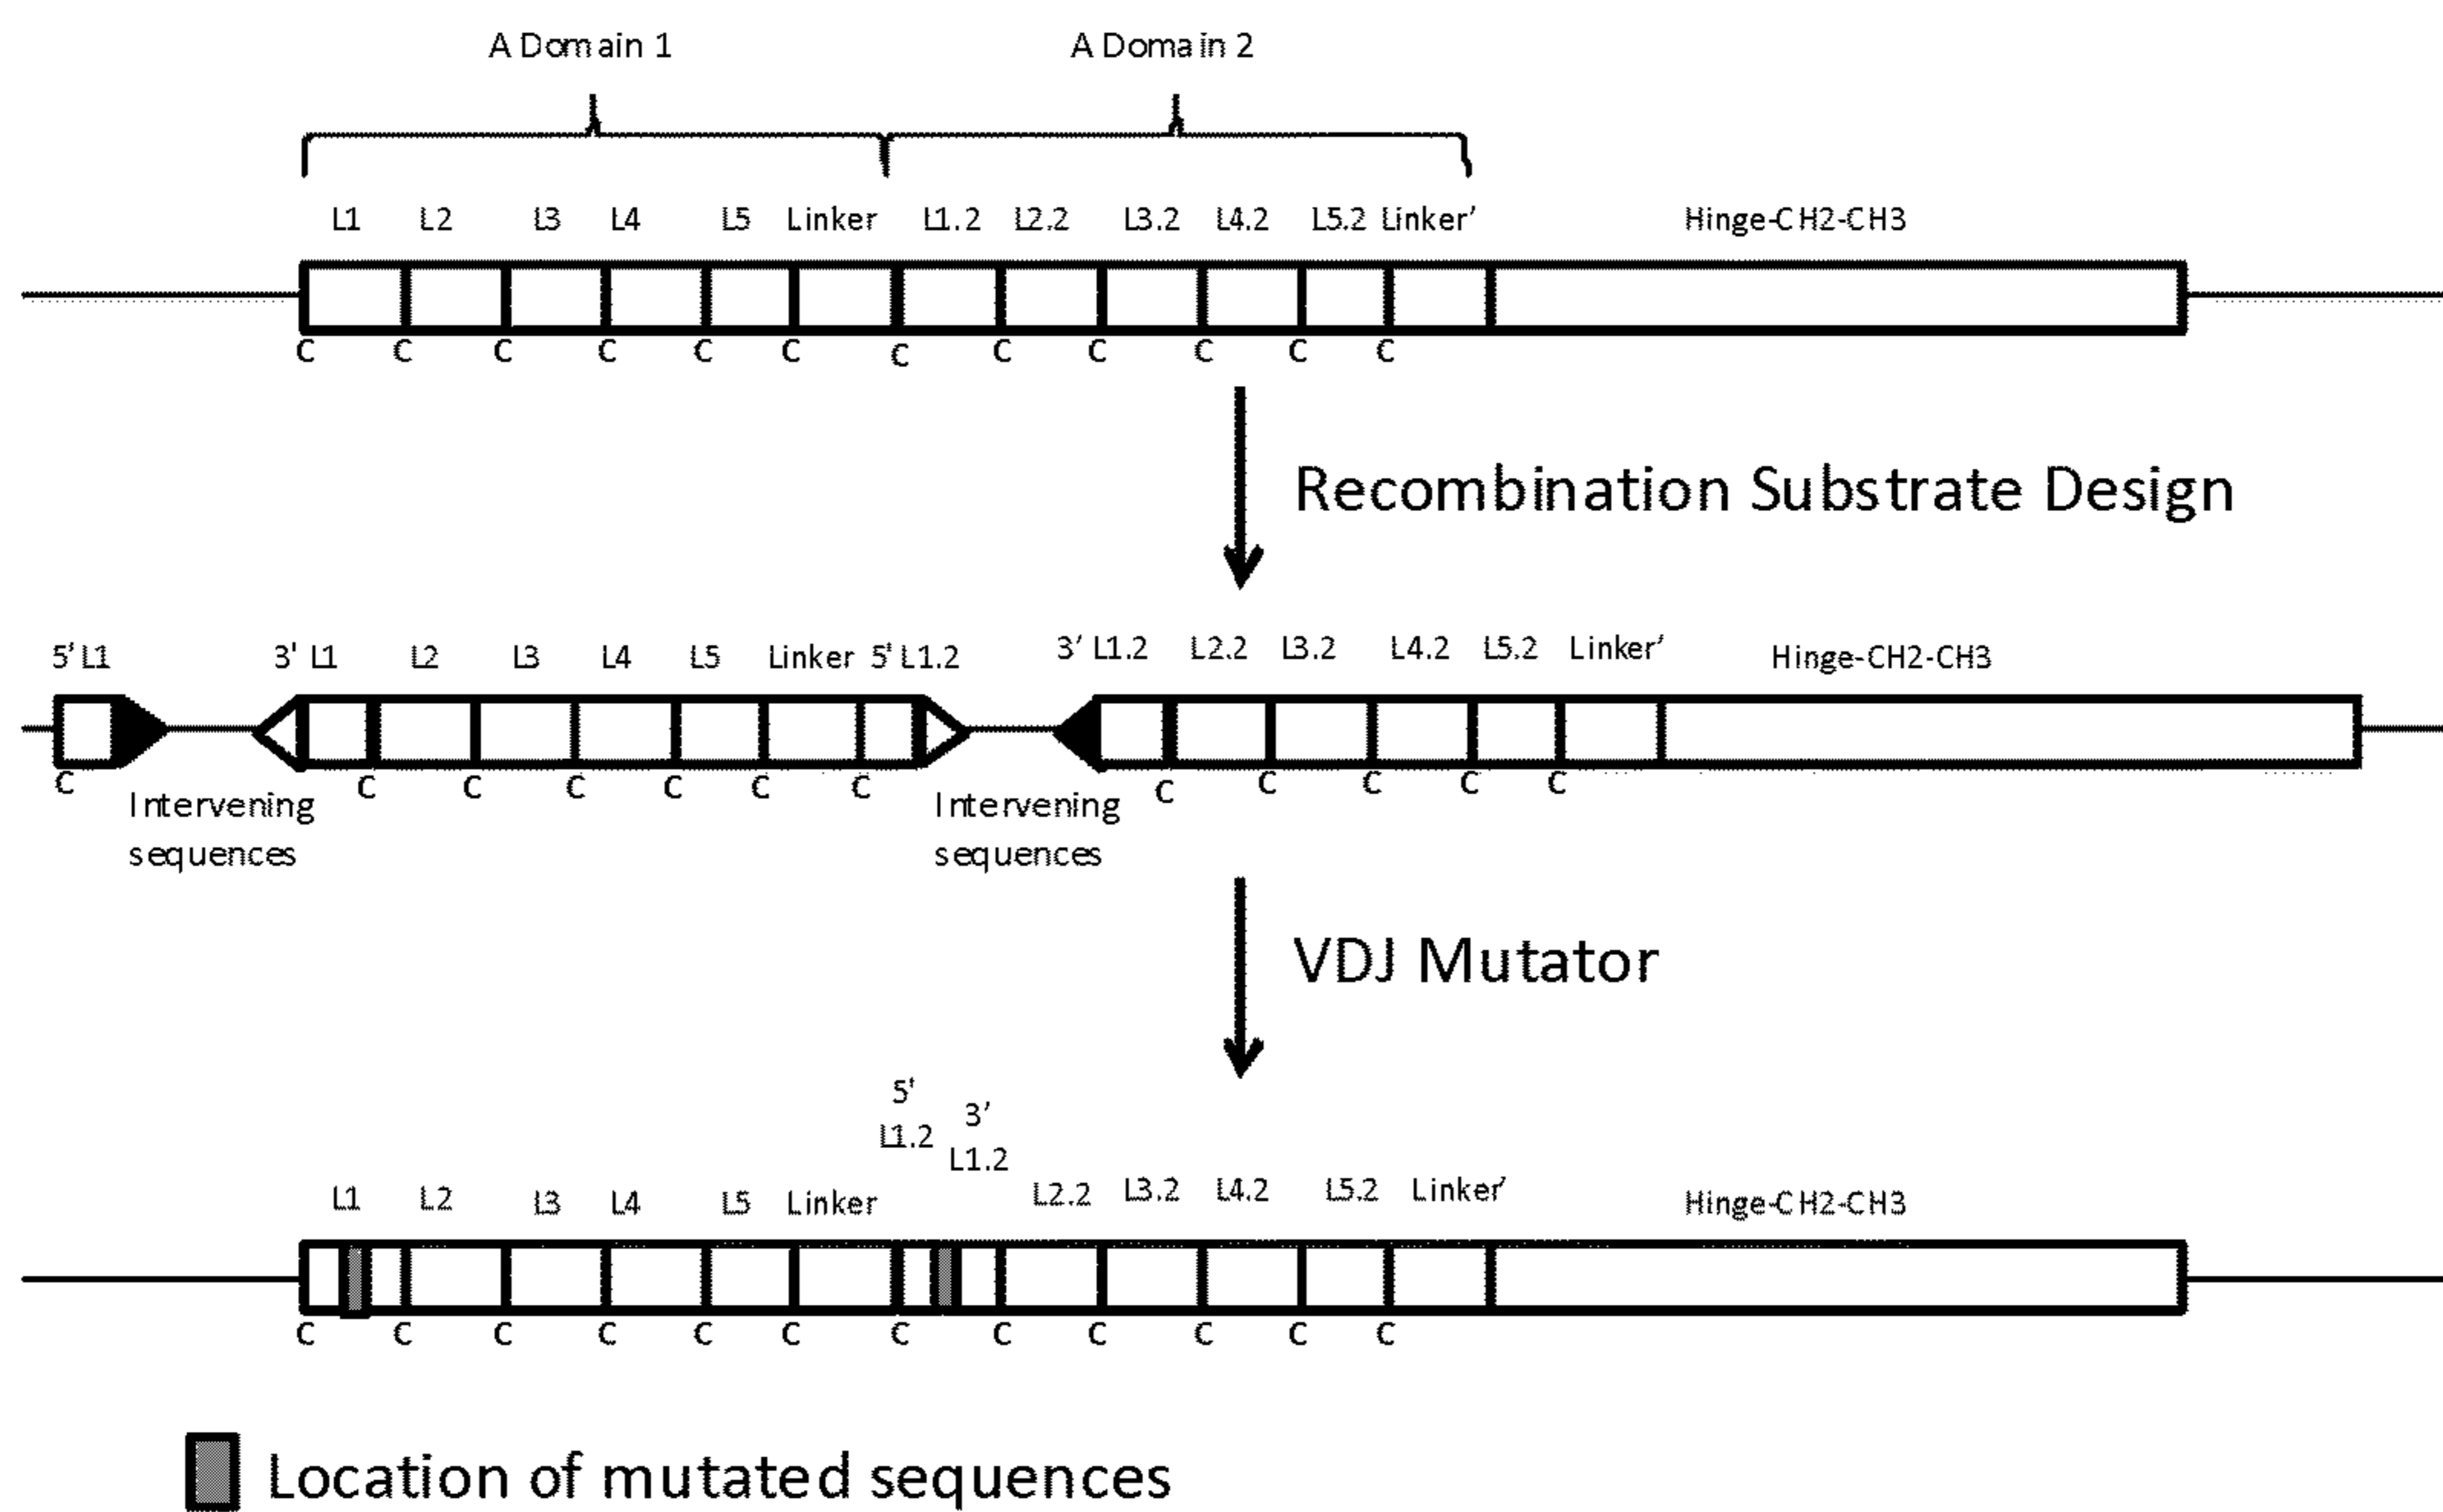 A Domain 1 A Domain 2
L1 L2 L3 L4 L5 Linker L1.2 L2.2 L3.2 L4.2 L5.2 Linker' Hinge-CH2-CH3
C C C C C C C C C C C C
Recombination Substrate Design
5' L1 3' L1 L2 L3 L4 L5 Linker 5' L1.2 3' L1.2 L2.2 L3.2 L4.2 L5.2 Linker' Hinge-CH2-CH3
C C C C C C C C C C C C
Intervening Intervening
sequences sequences
VDJ Mutator
5'
L1.2
3'
L1.2
L1 L2 L3 L4 L5 Linker L2.2 L3.2 L4.2 L5.2 Linker' Hinge-CH2-CH3
C C C C C C C C C C C C
Location of mutated sequences